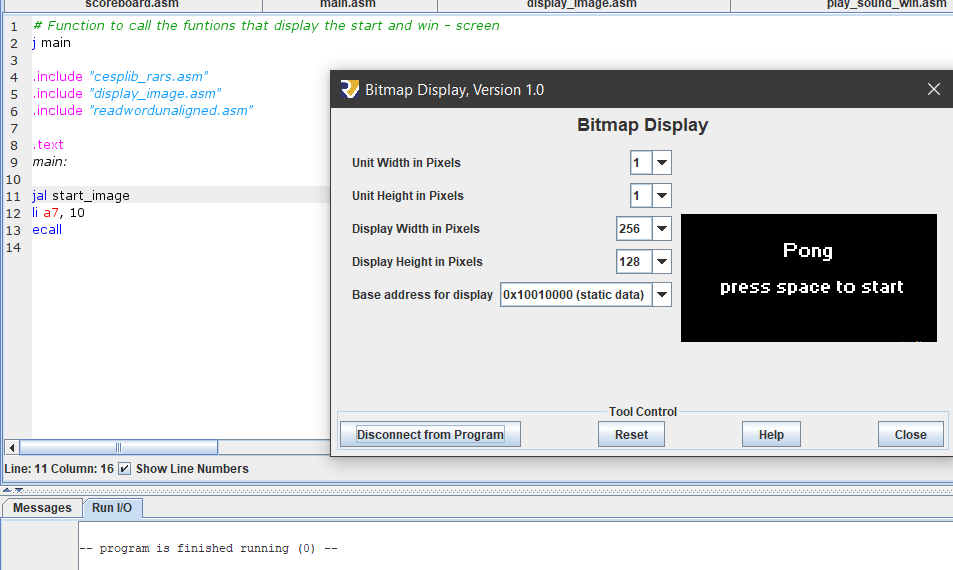 scoreboard.asm main.asm display_image.asm play_sound_win.asm
1 # Function to call the funtions that display the start and win - screen
2 j main
3
4 .include "cesplib_rars.asm"
5 .include "display_image.asm"
6 .include "readwordunaligned.asm"
7
8 .text
9 main:
10
11 jal start_image
12 li a7, 10
13 ecall
14
Bitmap Display, Version 1.0
Bitmap Display
Unit Width in Pixels 1
Unit Height in Pixels 1
Display Width in Pixels 256
Display Height in Pixels 128
Base address for display 0x10010000 (static data)
Pong
press space to start
Tool Control
Disconnect from Program Reset Help Close
Line: 11 Column: 16 Show Line Numbers
Messages Run I/O
-- program is finished running (0) --